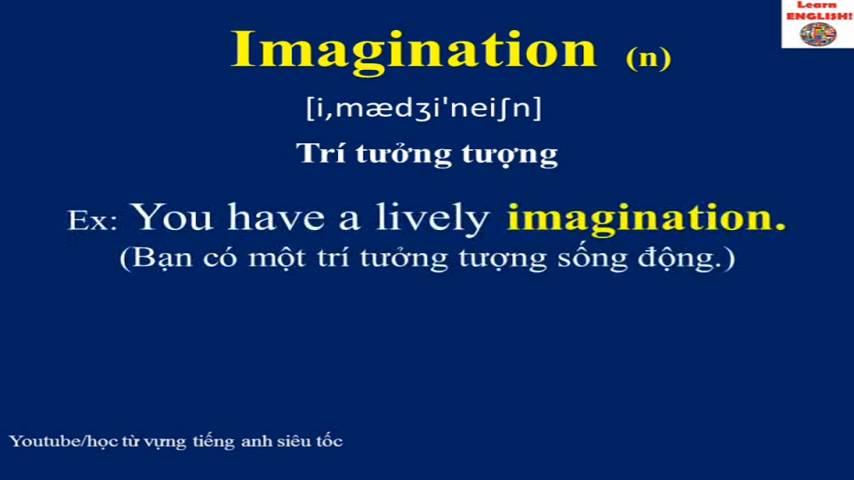 Learn
ENGLISH!
Imagination (n)
[i,mædʒi'neiʃn]
Trí tưởng tượng
Ex: You have a lively imagination.
(Bạn có một trí tưởng tượng sống động.)
Youtube/học từ vựng tiếng anh siêu tốc